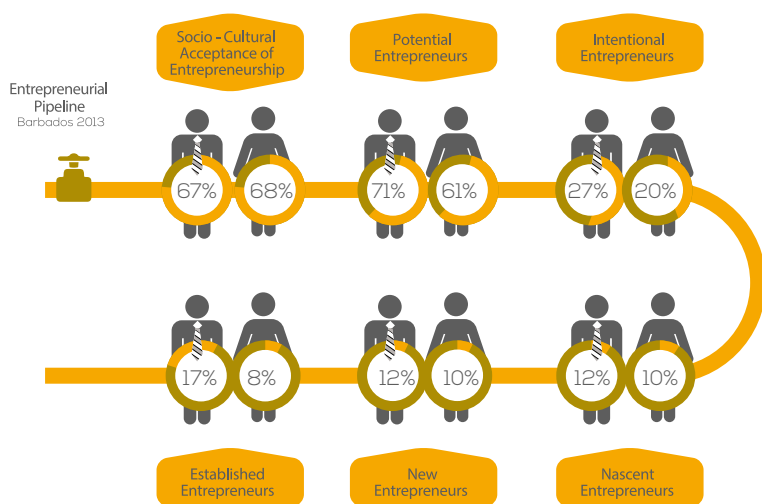 Socio - Cultural
Acceptance of
Entrepreneurship
Potential
Entrepreneurs
Intentional
Entrepreneurs
Entrepreneurial
Pipeline
Barbados 2013
67%
68%
71%
61%
27%
20%
17%
8%
12%
10%
12%
10%
Established
Entrepreneurs
New
Entrepreneurs
Nascent
Entrepreneurs